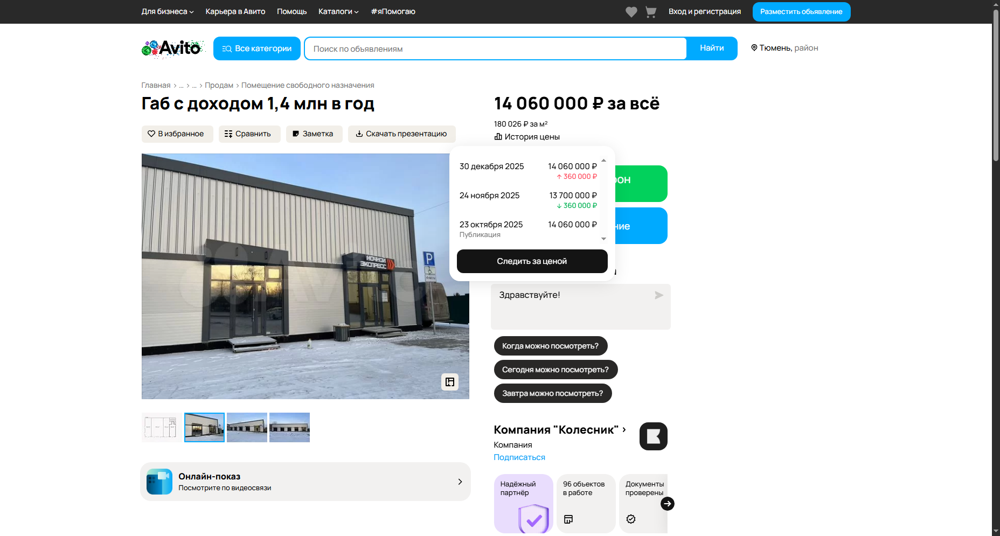 Для бизнеса
Карьера в Авито
Помощь
Каталоги
#яПомогаю
Вход и регистрация
Разместить объявление
Avito
Все категории
Поиск по объявлениям
Найти
Тюмень, район
Главная › ... › ... › Продам › Помещение свободного назначения
Габ с доходом 1,4 млн в год
В избранное
Сравнить
Заметка
Скачать презентацию
14 060 000 ₽ за всё
180 026 ₽ за м²
История цены
30 декабря 2025 14 060 000 ₽
↑ 360 000 ₽
24 ноября 2025 13 700 000 ₽
↓ 360 000 ₽
23 октября 2025 14 060 000 ₽
Публикация
Следить за ценой
НОЧНОЙ
ЭКСПРЕСС
P
Здравствуйте!
Когда можно посмотреть?
Сегодня можно посмотреть?
Завтра можно посмотреть?
Компания "Колесник" ›
Компания
Подписаться
Надёжный
партнёр
96 объектов
в работе
Документы
проверены
Онлайн-показ
Посмотрите по видеосвязи